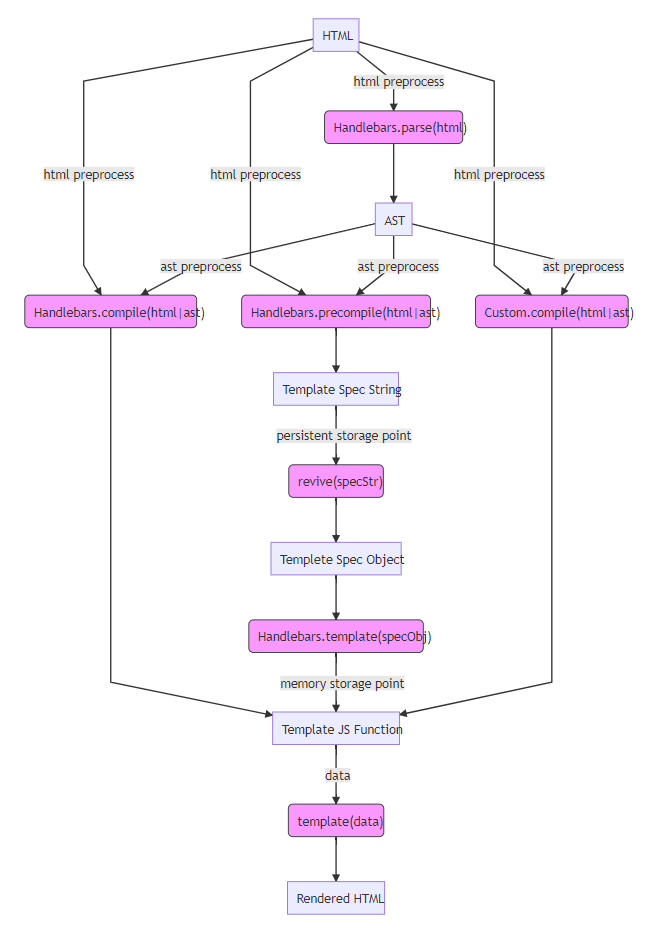 HTML
html preprocess
Handlebars.parse(html)
html preprocess
html preprocess
html preprocess
AST
ast preprocess
ast preprocess
ast preprocess
Handlebars.compile(html|ast)
Handlebars.precompile(html|ast)
Custom.compile(html|ast)
Template Spec String
persistent storage point
revive(specStr)
Templete Spec Object
Handlebars.template(specObj)
memory storage point
Template JS Function
data
template(data)
Rendered HTML